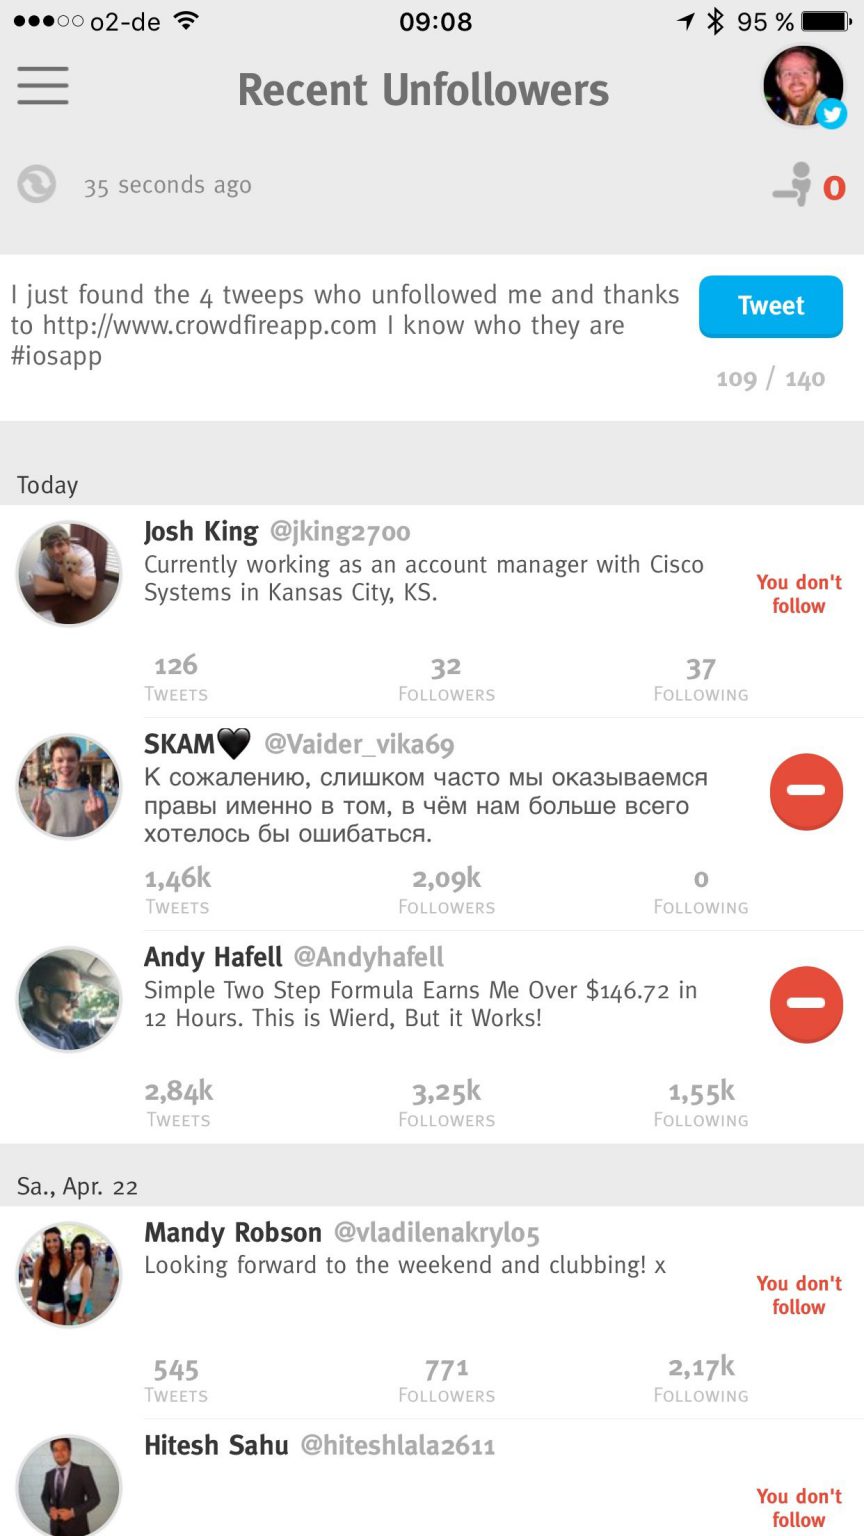 o2-de 09:08 95 %
Recent Unfollowers
35 seconds ago 0
I just found the 4 tweeps who unfollowed me and thanks
to http://www.crowdfireapp.com I know who they are
#iosapp
Tweet
109 / 140
Today
Josh King @jking2700
Currently working as an account manager with Cisco
Systems in Kansas City, KS.
You don't
follow
126 32 37
TWEETS FOLLOWERS FOLLOWING
SKAM🖤 @Vaider_vika69
К сожалению, слишком часто мы оказываемся
правы именно в том, в чём нам больше всего
хотелось бы ошибаться.
1,46k 2,09k 0
TWEETS FOLLOWERS FOLLOWING
Andy Hafell @Andyhafell
Simple Two Step Formula Earns Me Over $146.72 in
12 Hours. This is Wierd, But it Works!
2,84k 3,25k 1,55k
TWEETS FOLLOWERS FOLLOWING
Sa., Apr. 22
Mandy Robson @vladilenakrylo5
Looking forward to the weekend and clubbing! x
You don't
follow
545 771 2,17k
TWEETS FOLLOWERS FOLLOWING
Hitesh Sahu @hiteshlala2611
You don't
follow